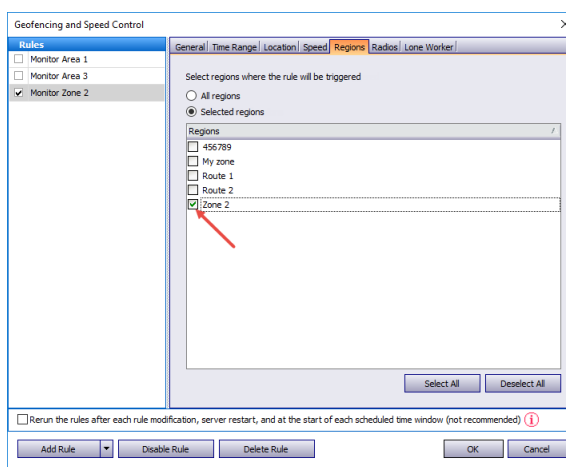 Geofencing and Speed Control
Rules
Monitor Area 1
Monitor Area 3
Monitor Zone 2
General Time Range Location Speed Regions Radios Lone Worker
Select regions where the rule will be triggered
All regions
Selected regions
Regions
456789
My zone
Route 1
Route 2
Zone 2
Select All Deselect All
Rerun the rules after each rule modification, server restart, and at the start of each scheduled time window (not recommended)
Add Rule Disable Rule Delete Rule OK Cancel